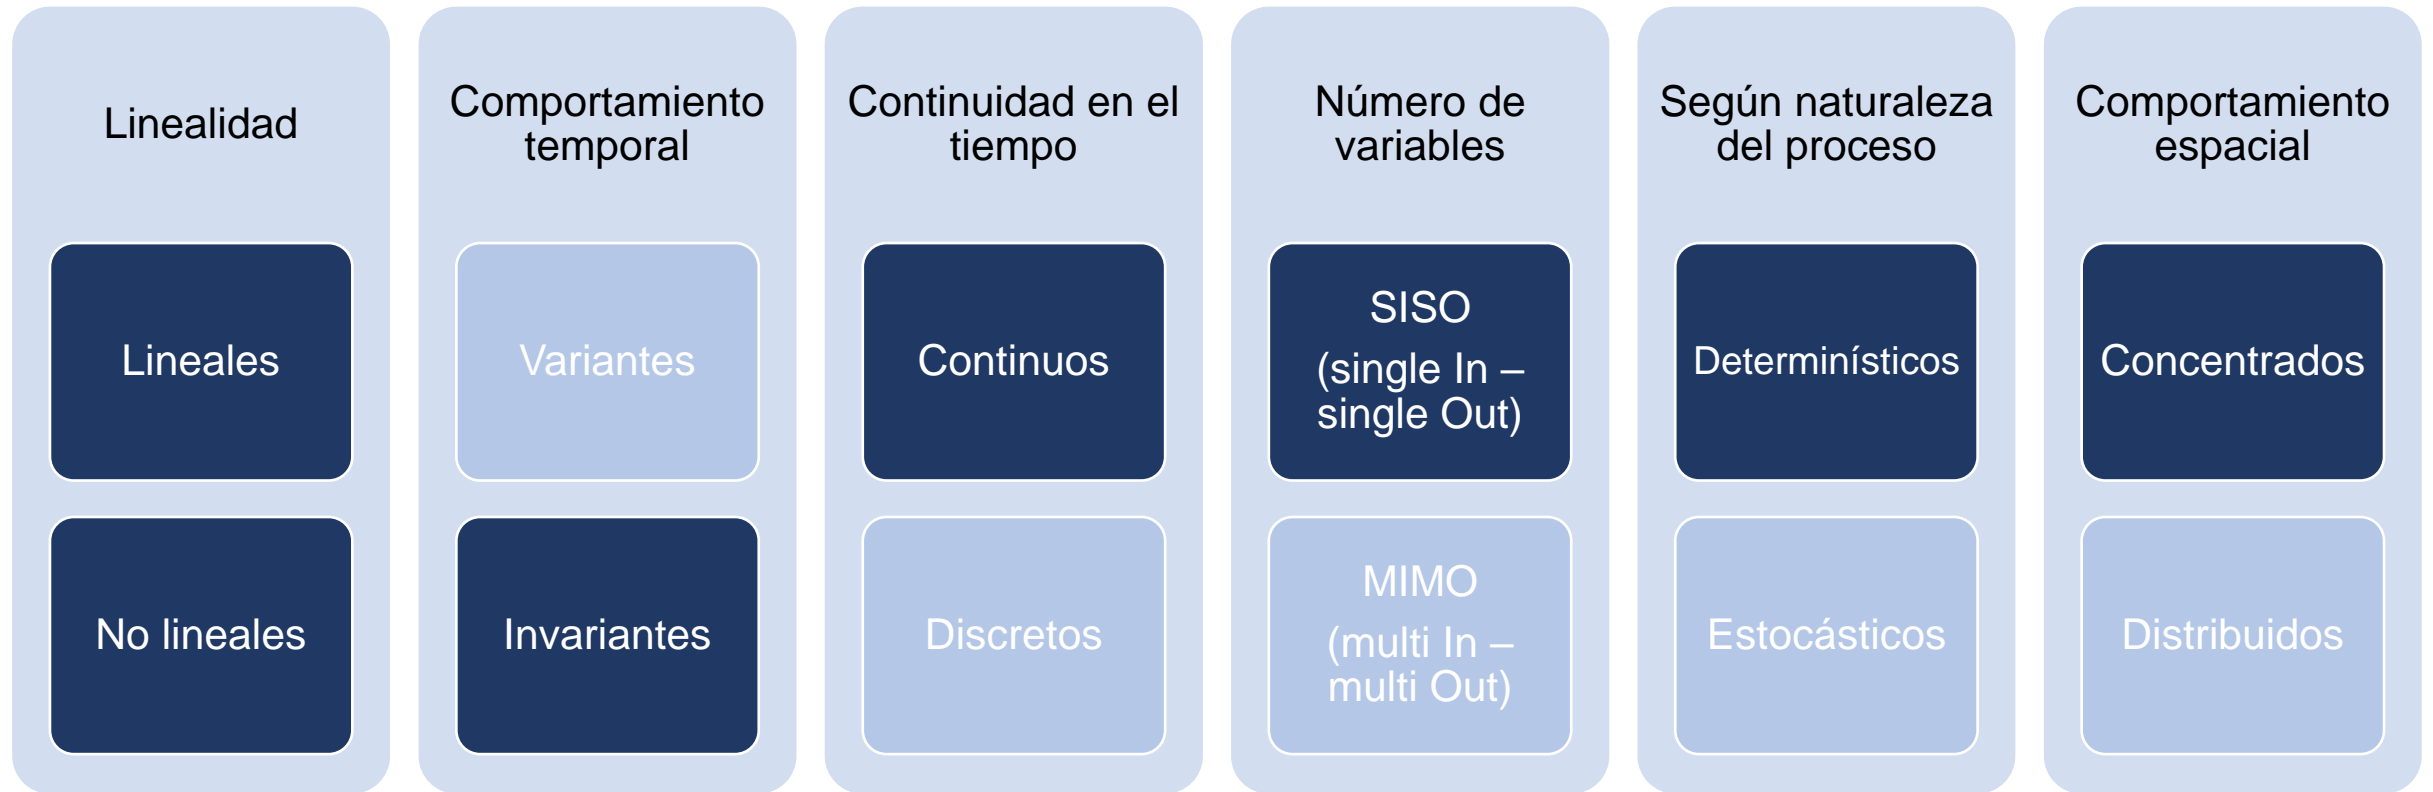 Linealidad
Lineales
No lineales
Comportamiento
temporal
Variantes
Invariantes
Continuidad en el
tiempo
Continuos
Discretos
Número de
variables
SISO
(single In –
single Out)
MIMO
(multi In –
multi Out)
Según naturaleza
del proceso
Determinísticos
Estocásticos
Comportamiento
espacial
Concentrados
Distribuidos